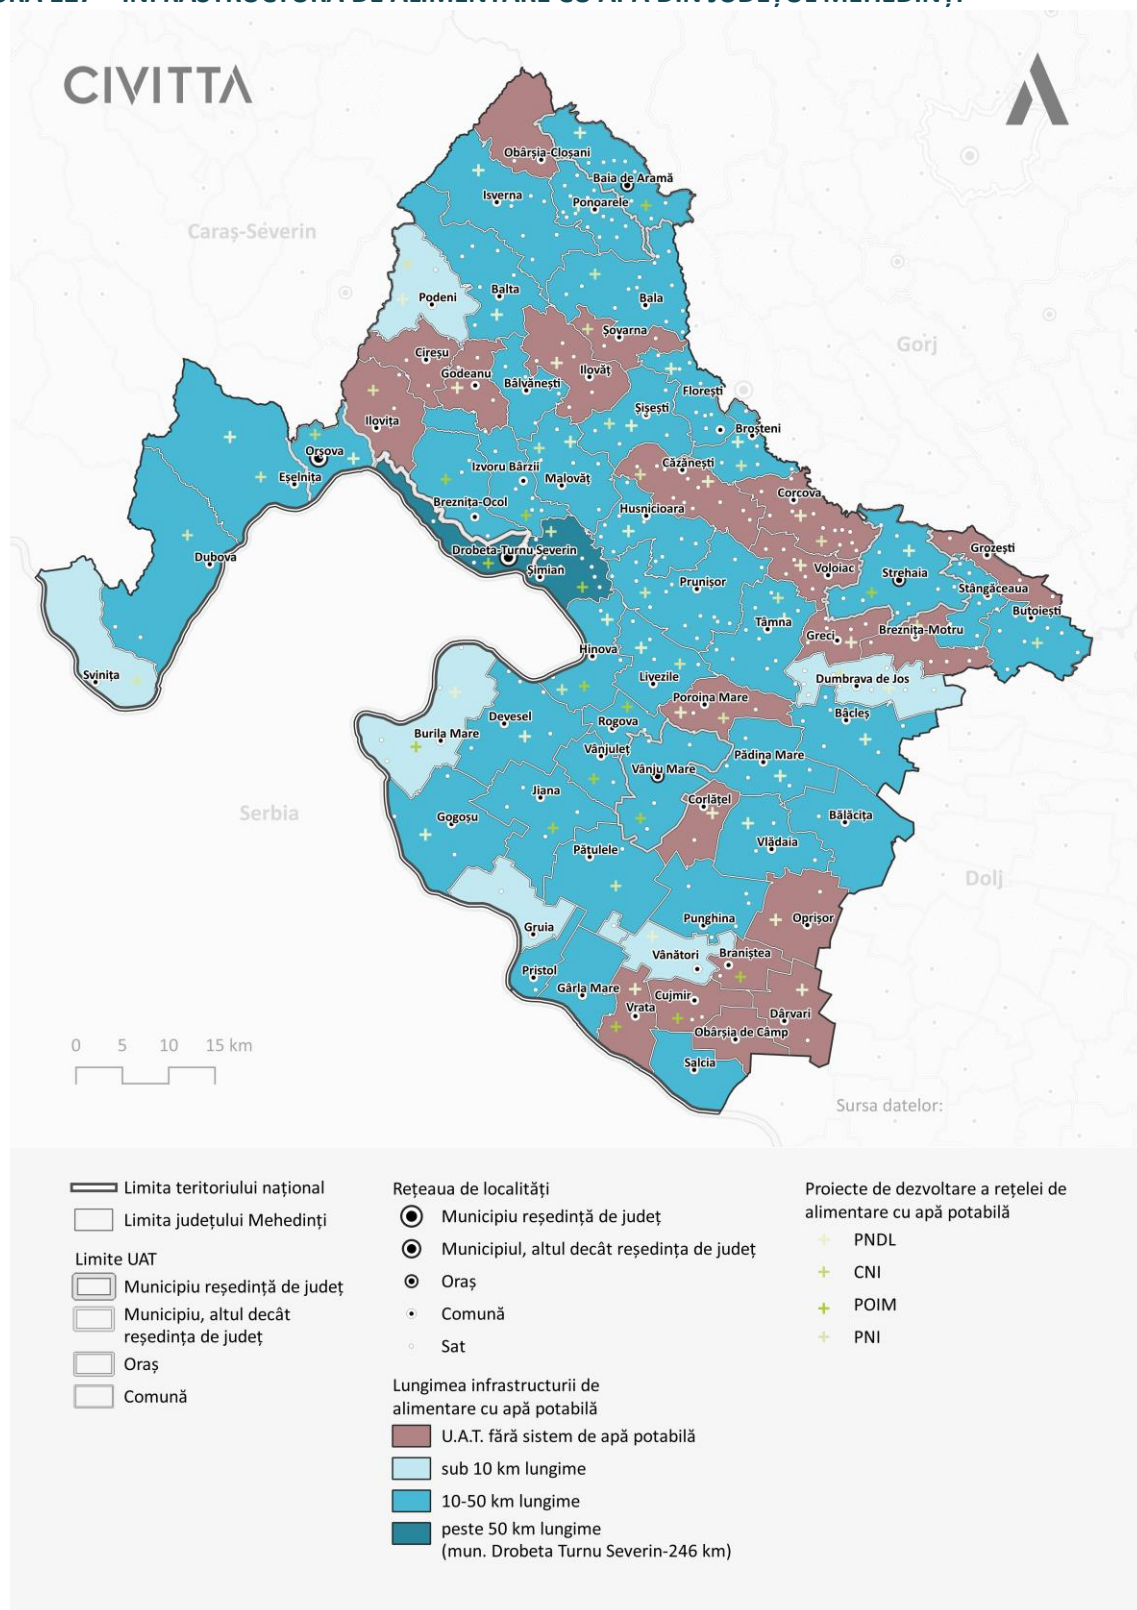 INFRASTRUCTURA DE ALIMENTARE CU APĂ DIN JUDEȚUL MEHEDINȚI
CIVITTA
Obârșia-Cloșani
Baia de Aramă
Isverna
Ponoarele
Caraș-Severin
Podeni
Balta
Bala
Șovarna
Gorj
Cireșu
Godeanu
Ilovăț
Bâlvănești
Florești
Șișești
Ilovița
Broșteni
Orșova
Izvoru Bârzii
Căzănești
Eșelnița
Malovăț
Corcova
Breznița-Ocol
Husnicioara
Dubova
Drobeta-Turnu Severin
Grozești
Șimian
Prunișor
Voloiac
Strehaia
Stângăceaua
Butoiești
Tâmna
Greci
Breznița-Motru
Hinova
Svinița
Livezile
Dumbrava de Jos
Poroina Mare
Devesel
Rogova
Bâcleș
Burila Mare
Vânjuleț
Pădina Mare
Vânju Mare
Jiana
Corlățel
Serbia
Gogoșu
Bălăcița
Vlădaia
Pătulele
Dolj
Punghina
Oprișor
Gruia
Vânători
Braniștea
Pristol
Gârla Mare
Cujmir
Vrata
Dârvari
Obârșia de Câmp
Salcia
0 5 10 15 km
Sursa datelor:
Limita teritoriului național
Limita județului Mehedinți
Limite UAT
Municipiu reședință de județ
Municipiu, altul decât
reședința de județ
Oraș
Comună
Rețeaua de localități
Municipiu reședință de județ
Municipiul, altul decât reședința de județ
Oraș
Comună
Sat
Lungimea infrastructurii de
alimentare cu apă potabilă
U.A.T. fără sistem de apă potabilă
sub 10 km lungime
10-50 km lungime
peste 50 km lungime
(mun. Drobeta Turnu Severin-246 km)
Proiecte de dezvoltare a rețelei de
alimentare cu apă potabilă
PNDL
CNI
POIM
PNI